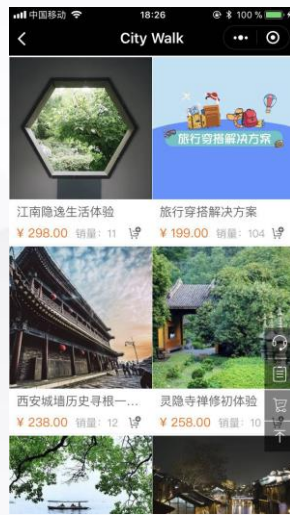 中国移动 18:26 100%
City Walk
旅行穿搭解决方案
江南隐逸生活体验 旅行穿搭解决方案
¥ 298.00 销量: 11 ¥ 199.00 销量: 104
西安城墙历史寻根一... 灵隐寺禅修初体验
¥ 238.00 销量: 12 ¥ 258.00 销量: 10